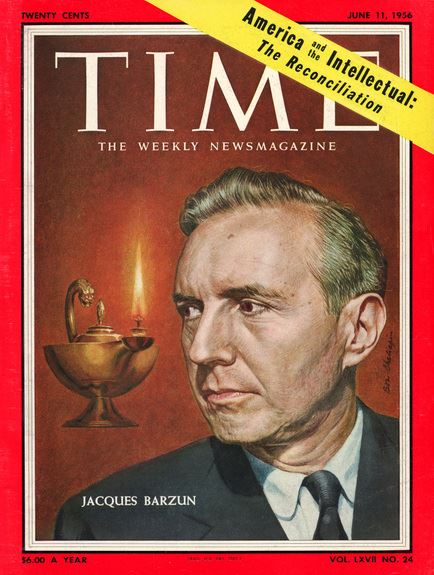 TWENTY CENTS
JUNE 11, 1956
America and the Intellectual:
The Reconciliation
TIME
THE WEEKLY NEWSMAGAZINE
JACQUES BARZUN
$6.00 A YEAR
VOL. LXVII NO. 24